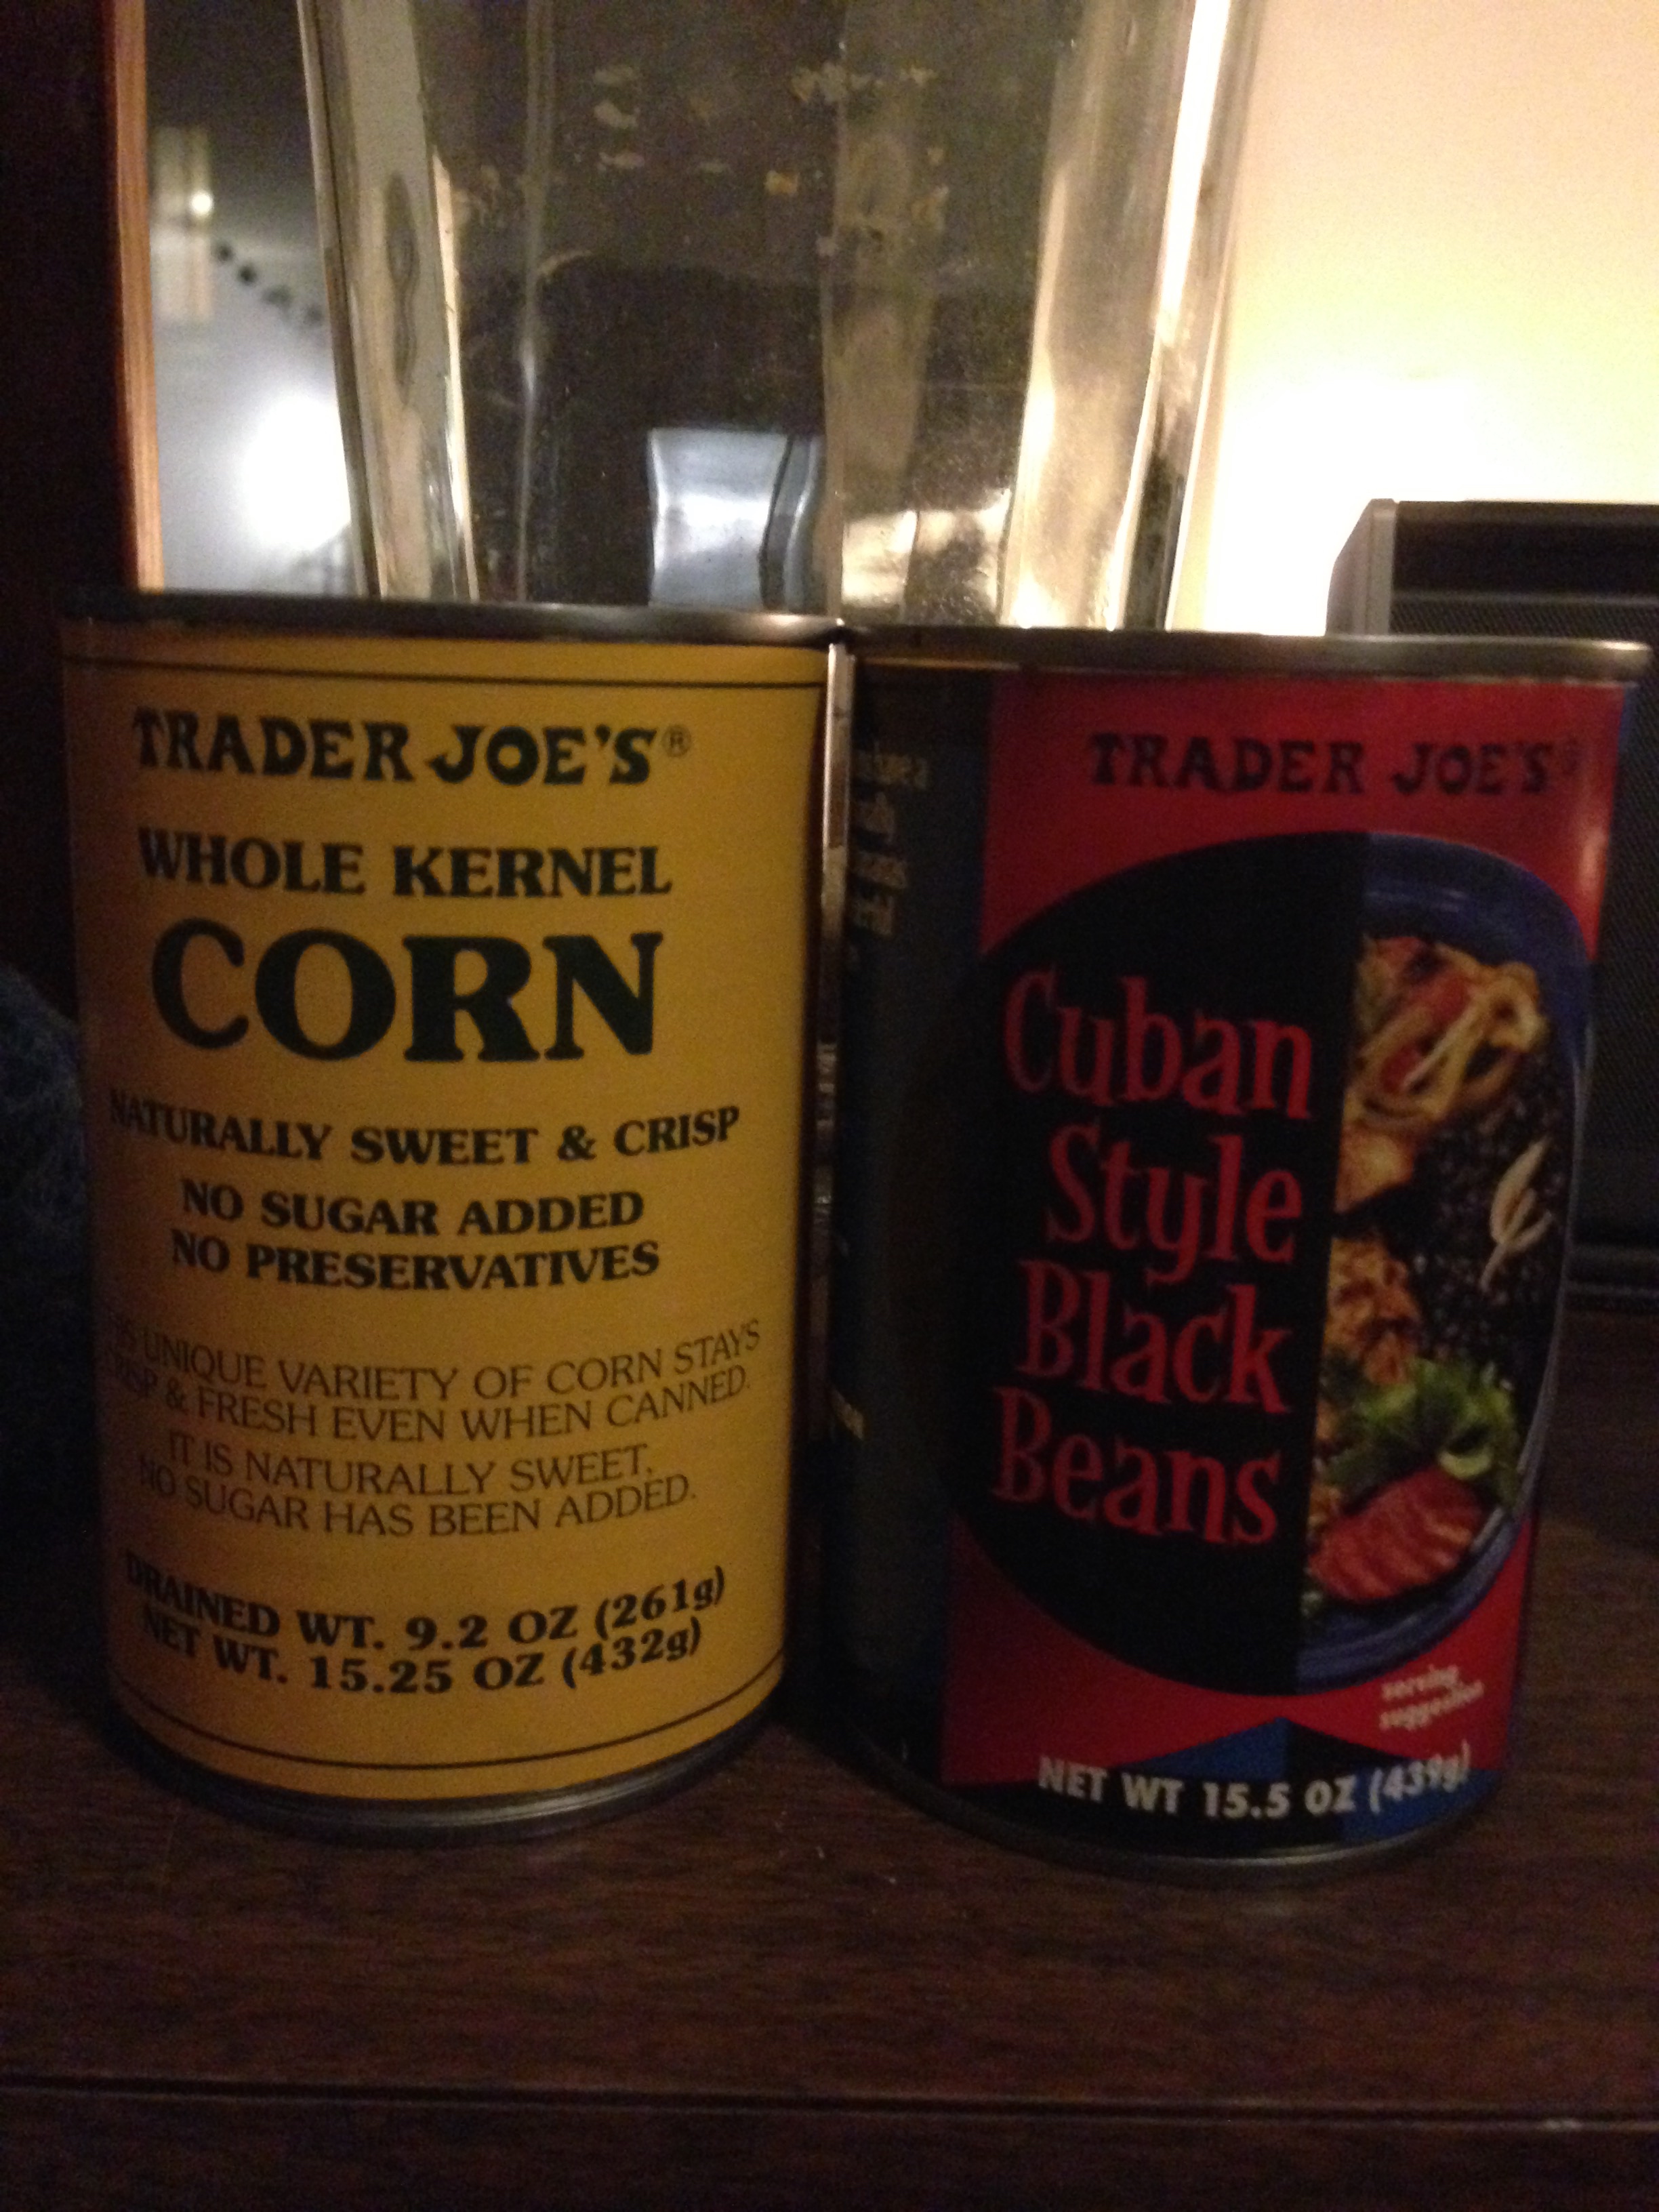 TRADER JOE'S®
WHOLE KERNEL
CORN
NATURALLY SWEET & CRISP
NO SUGAR ADDED
NO PRESERVATIVES
UNIQUE VARIETY OF CORN STAYS
& FRESH EVEN WHEN CANNED.
IT IS NATURALLY SWEET,
NO SUGAR HAS BEEN ADDED.
DRAINED WT. 9.2 OZ (261g)
NET WT. 15.25 OZ (432g)
TRADER JOE'S®
Cuban
Style
Black
Beans
serving
suggestion
NET WT 15.5 OZ (439g)